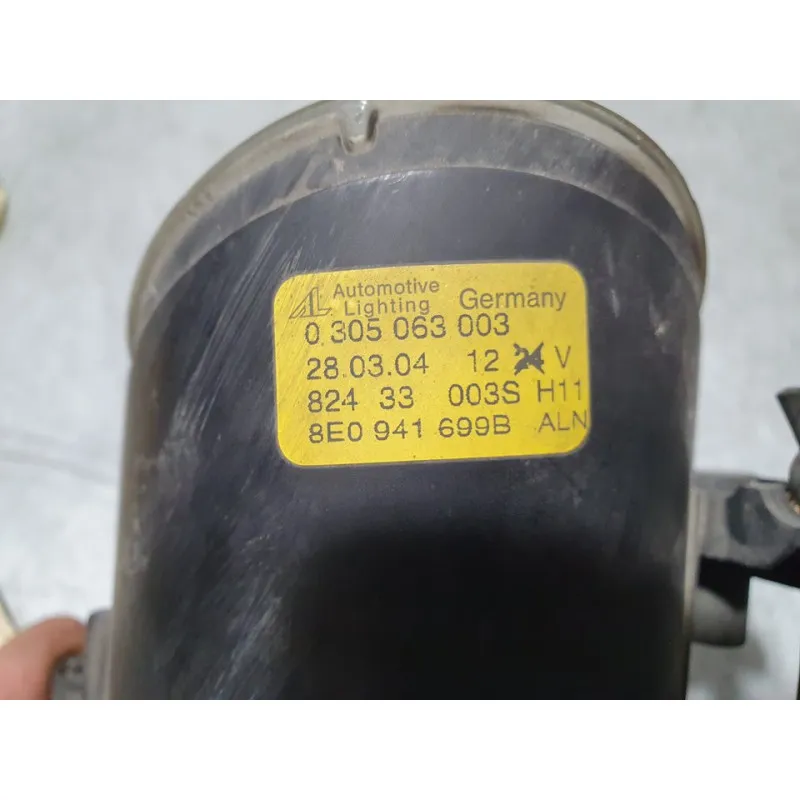 AL Automotive Lighting Germany
0 305 063 003
28.03.04 12 24 V
824 33 003S H11
8E0 941 699B ALN